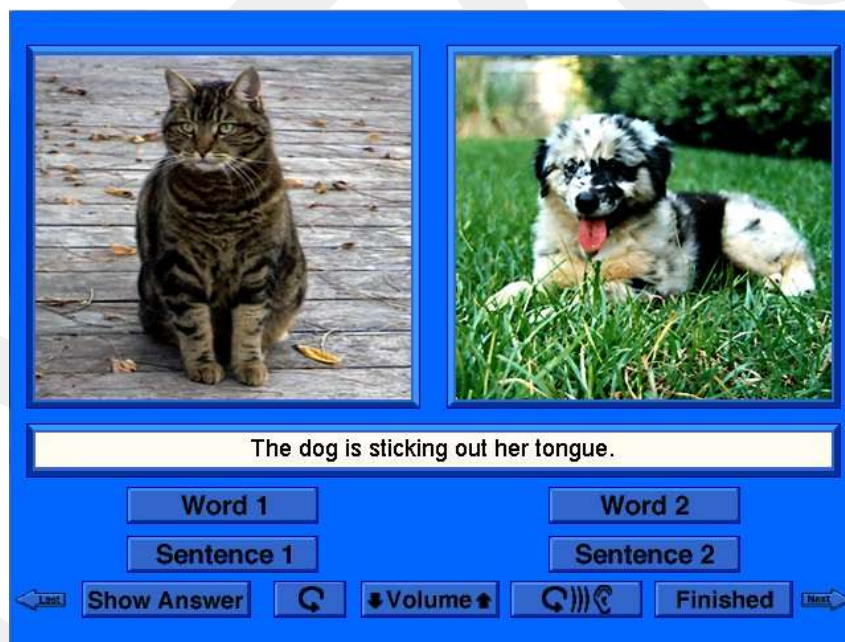 The dog is sticking out her tongue.
Word 1 Word 2
Sentence 1 Sentence 2
Last Show Answer Volume Finished Next